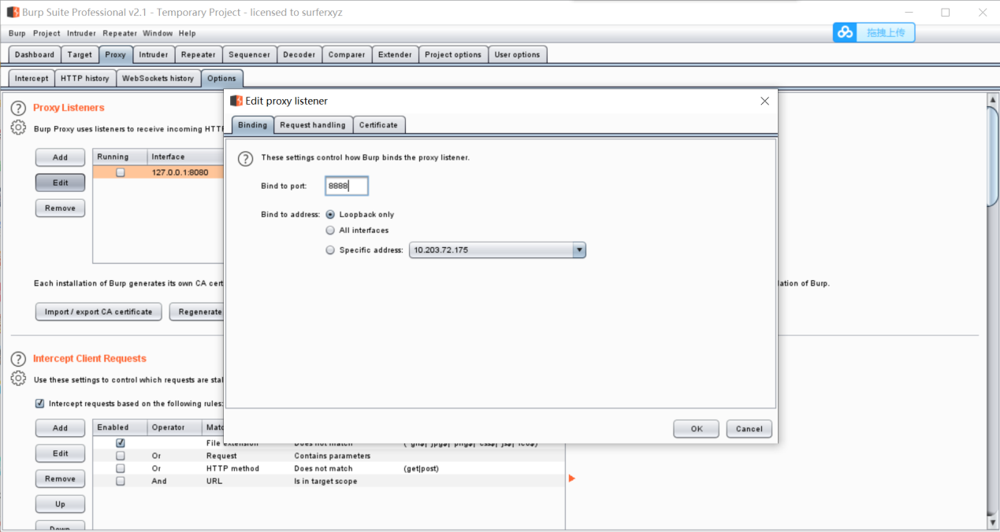 Burp Suite Professional v2.1 - Temporary Project - licensed to surferxyz
Burp Project Intruder Repeater Window Help
拖拽上传
Dashboard Target Proxy Intruder Repeater Sequencer Decoder Comparer Extender Project options User options
Intercept HTTP history WebSockets history Options
Proxy Listeners
Burp Proxy uses listeners to receive incoming HTTP
Add Running Interface
127.0.0.1:8080
Edit
Remove
Each installation of Burp generates its own CA cert
lation of Burp.
Import / export CA certificate Regenerate
Edit proxy listener
Binding Request handling Certificate
These settings control how Burp binds the proxy listener.
Bind to port: 8888
Bind to address: Loopback only
All interfaces
Specific address: 10.203.72.175
OK Cancel
Intercept Client Requests
Use these settings to control which requests are stal
Intercept requests based on the following rules:
Add Enabled Operator Matc
File extension Does not match
Edit Or Request Contains parameters
Or HTTP method Does not match (get|post)
Remove And URL Is in target scope
Up
Down